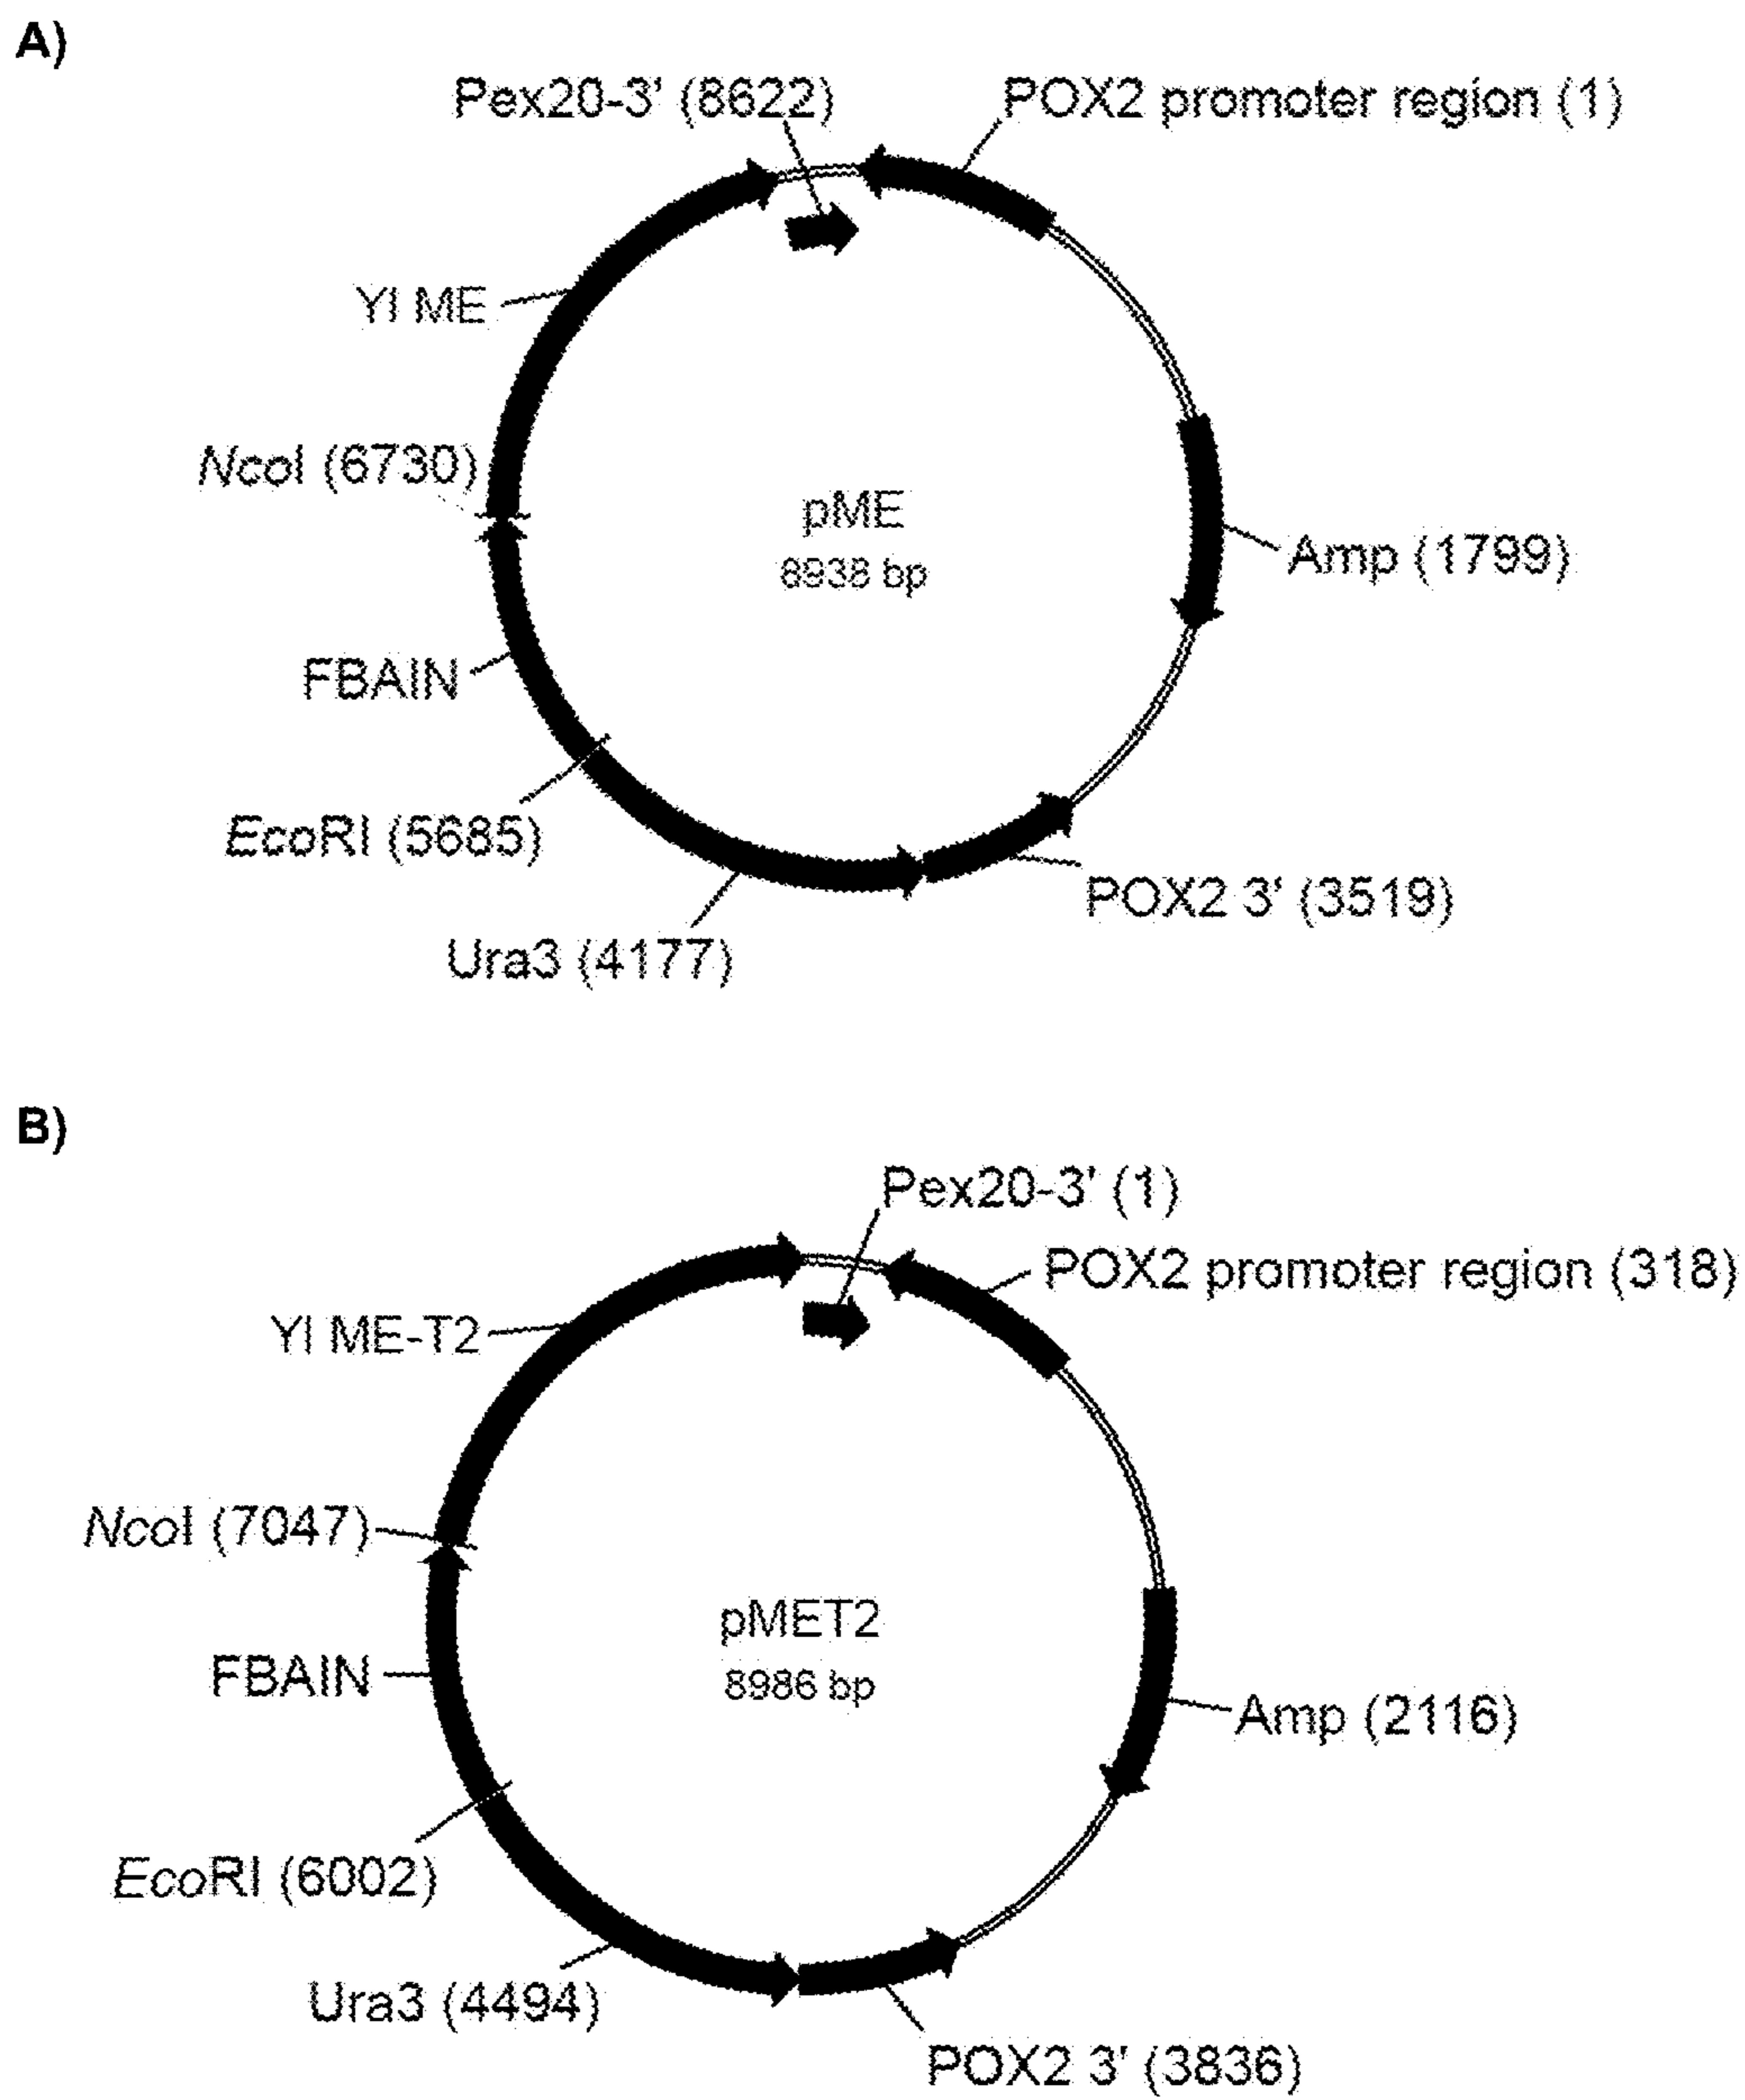 A)
Pex20-3' (8622)
POX2 promoter region (1)
Yl ME
NcoI (6730)
pME
8938 bp
Amp (1799)
FBAIN
EcoRI (5685)
POX2 3' (3519)
Ura3 (4177)
B)
Pex20-3' (1)
POX2 promoter region (318)
Yl ME-T2
NcoI (7047)
pMET2
8986 bp
FBAIN
Amp (2116)
EcoRI (6002)
Ura3 (4494)
POX2 3' (3836)